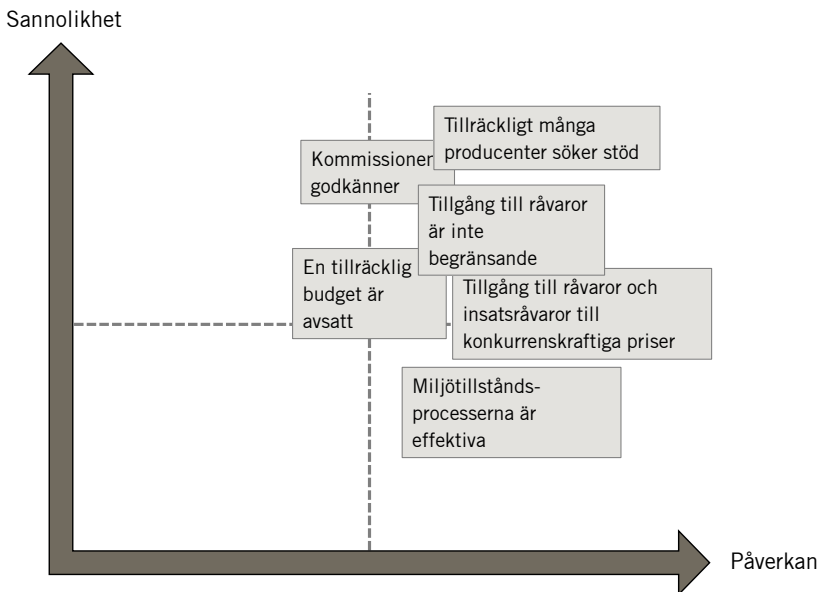 Sannolikhet
Tillräckligt många
producenter söker stöd
Kommissionen
godkänner
Tillgång till råvaror
är inte
begränsande
En tillräcklig
budget är
avsatt
Tillgång till råvaror och
insatsråvaror till
konkurrenskraftiga priser
Miljötillstånds-
processerna är
effektiva
Påverkan